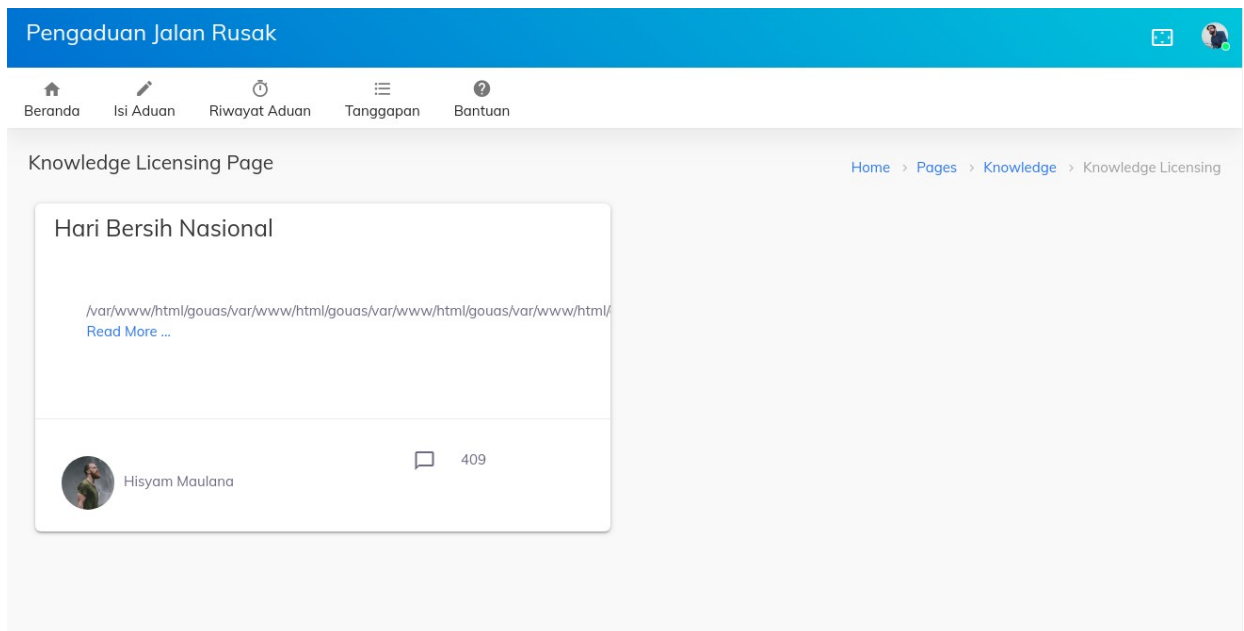 Pengaduan Jalan Rusak
Beranda Isi Aduan Riwayat Aduan Tanggapan Bantuan
Knowledge Licensing Page
Home > Pages > Knowledge > Knowledge Licensing
Hari Bersih Nasional
/var/www/html/gouas/var/www/html/gouas/var/www/html/gouas/var/www/html/
Read More ...
409
Hisyam Maulana